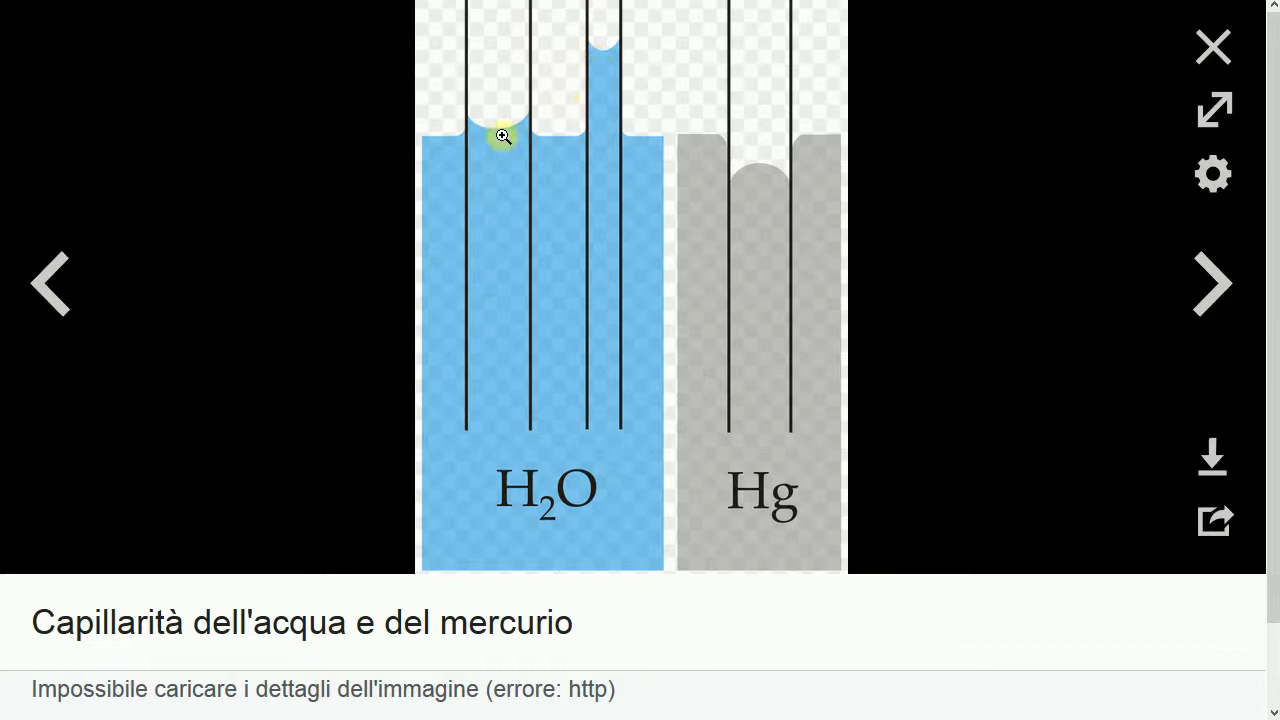 H₂O
Hg
Capillarità dell'acqua e del mercurio
Impossibile caricare i dettagli dell'immagine (errore: http)